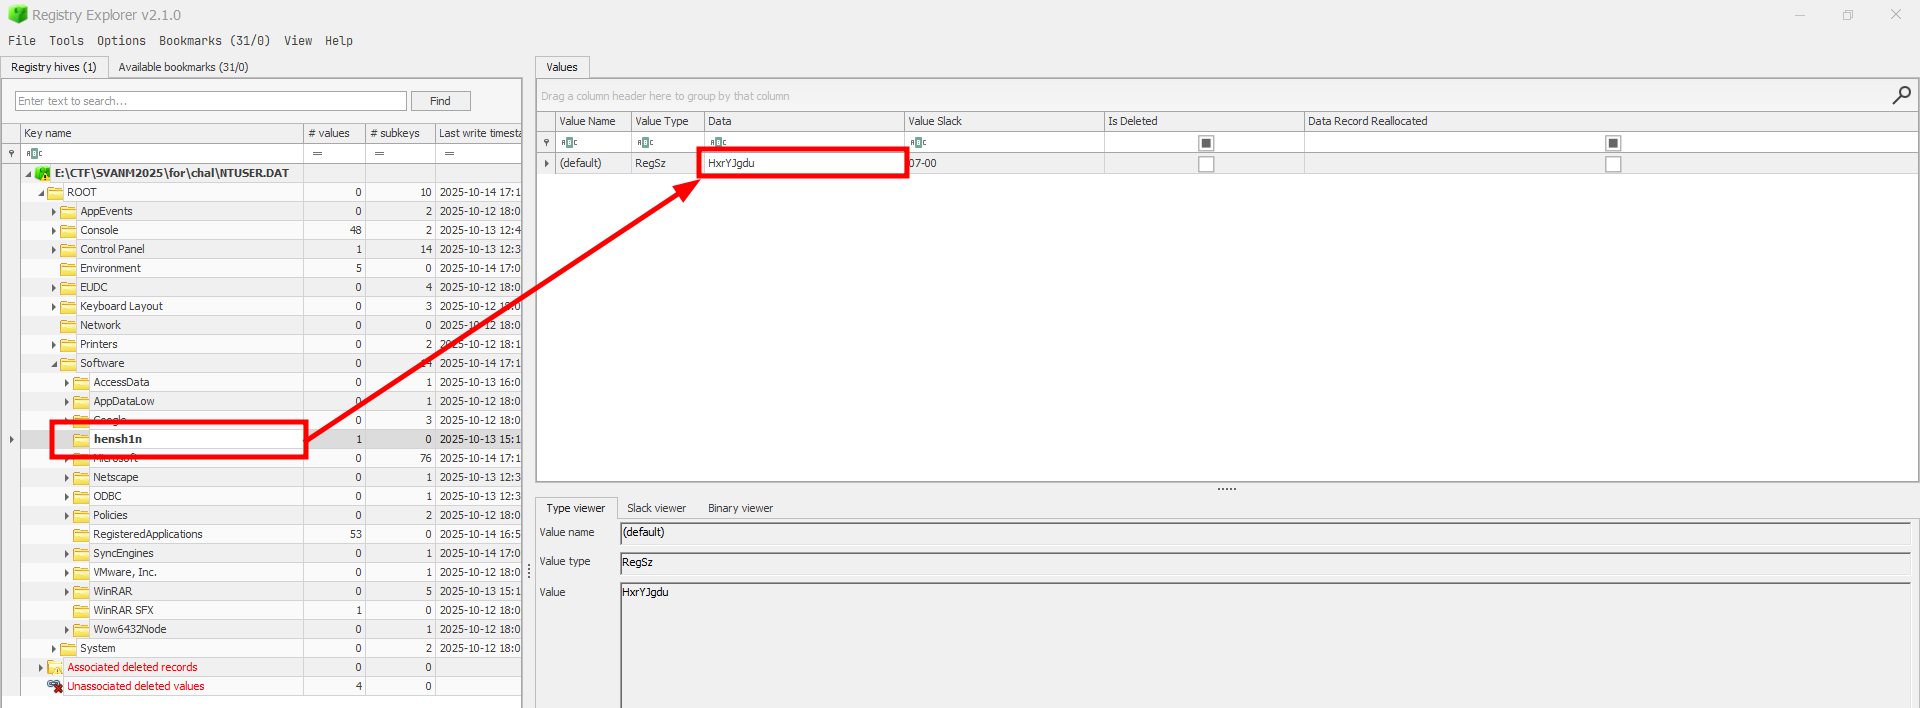 Registry Explorer v2.1.0
File Tools Options Bookmarks (31/0) View Help
Registry hives (1) Available bookmarks (31/0)
Enter text to search... Find
Key name # values # subkeys Last write timesta
= = =
E:\CTF\SVANM2025\for\chal\NTUSER.DAT
ROOT 0 10 2025-10-14 17:1
AppEvents 0 2 2025-10-12 18:0
Console 48 2 2025-10-13 12:4
Control Panel 1 14 2025-10-13 12:3
Environment 5 0 2025-10-14 17:0
EUDC 0 4 2025-10-12 18:0
Keyboard Layout 0 3 2025-10-12 18:0
Network 0 0 2025-10-12 18:0
Printers 0 2 2025-10-12 18:1
Software 0 14 2025-10-14 17:1
AccessData 0 1 2025-10-13 16:0
AppDataLow 0 1 2025-10-12 18:0
Google 0 3 2025-10-12 18:0
hensh1n 1 0 2025-10-13 15:1
Microsoft 0 76 2025-10-14 17:1
Netscape 0 1 2025-10-13 12:3
ODBC 0 1 2025-10-13 12:3
Policies 0 2 2025-10-12 18:0
RegisteredApplications 53 0 2025-10-14 16:5
SyncEngines 0 1 2025-10-14 17:0
VMware, Inc. 0 1 2025-10-12 18:0
WinRAR 0 5 2025-10-13 15:1
WinRAR SFX 1 0 2025-10-12 18:0
Wow6432Node 0 1 2025-10-12 18:0
System 0 2 2025-10-12 18:0
Associated deleted records 0 0
Unassociated deleted values 4 0
Values
Drag a column header here to group by that column
Value Name Value Type Data Value Slack Is Deleted Data Record Reallocated
(default) RegSz HxrYJgdu 07-00
Type viewer Slack viewer Binary viewer
Value name (default)
Value type RegSz
Value HxrYJgdu